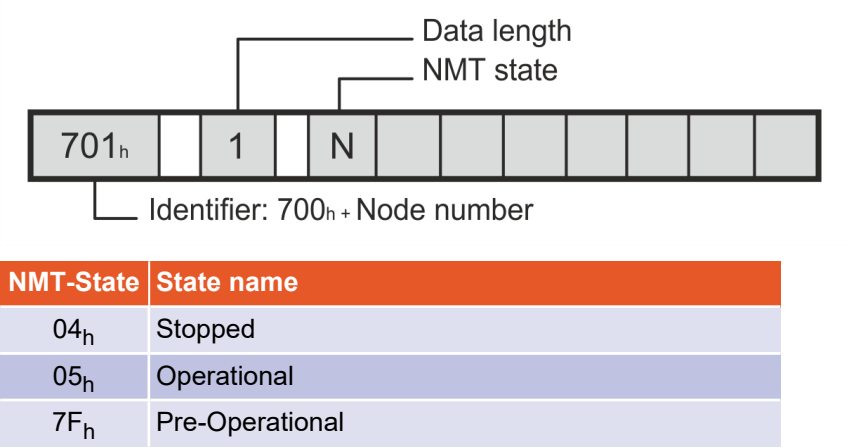 Data length
NMT state
701h 1 N
Identifier: 700h + Node number
NMT-State State name
04h Stopped
05h Operational
7Fh Pre-Operational